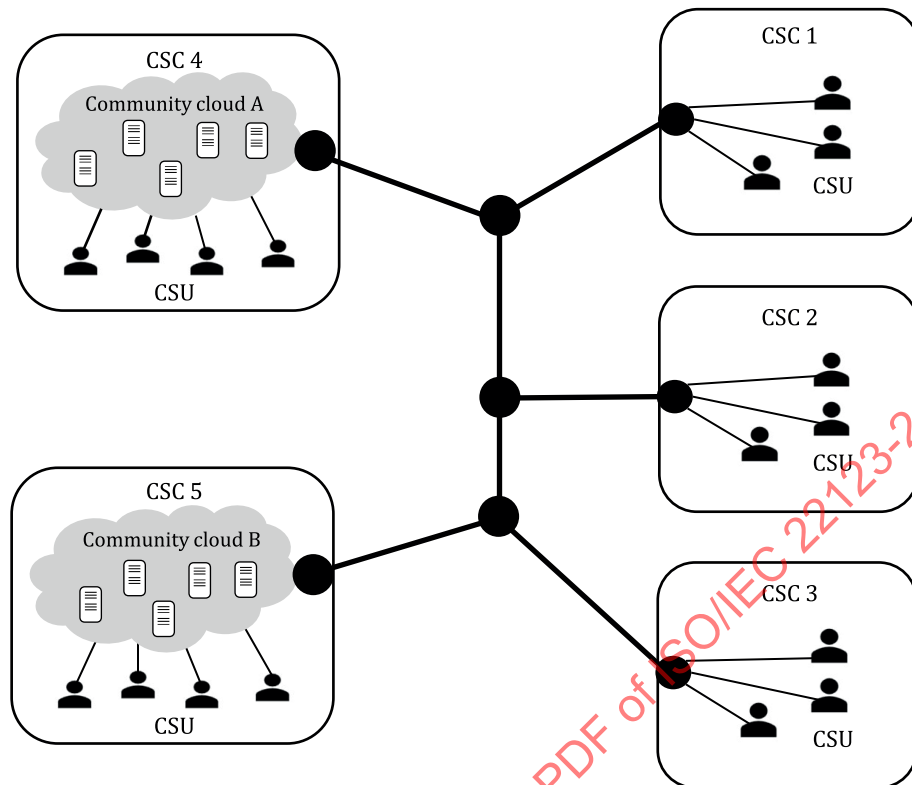 CSC 4
Community cloud A
CSU
CSC 1
CSU
CSC 2
CSU
CSC 5
Community cloud B
CSU
CSC 3
CSU
PDF of ISO/IEC 22123-2